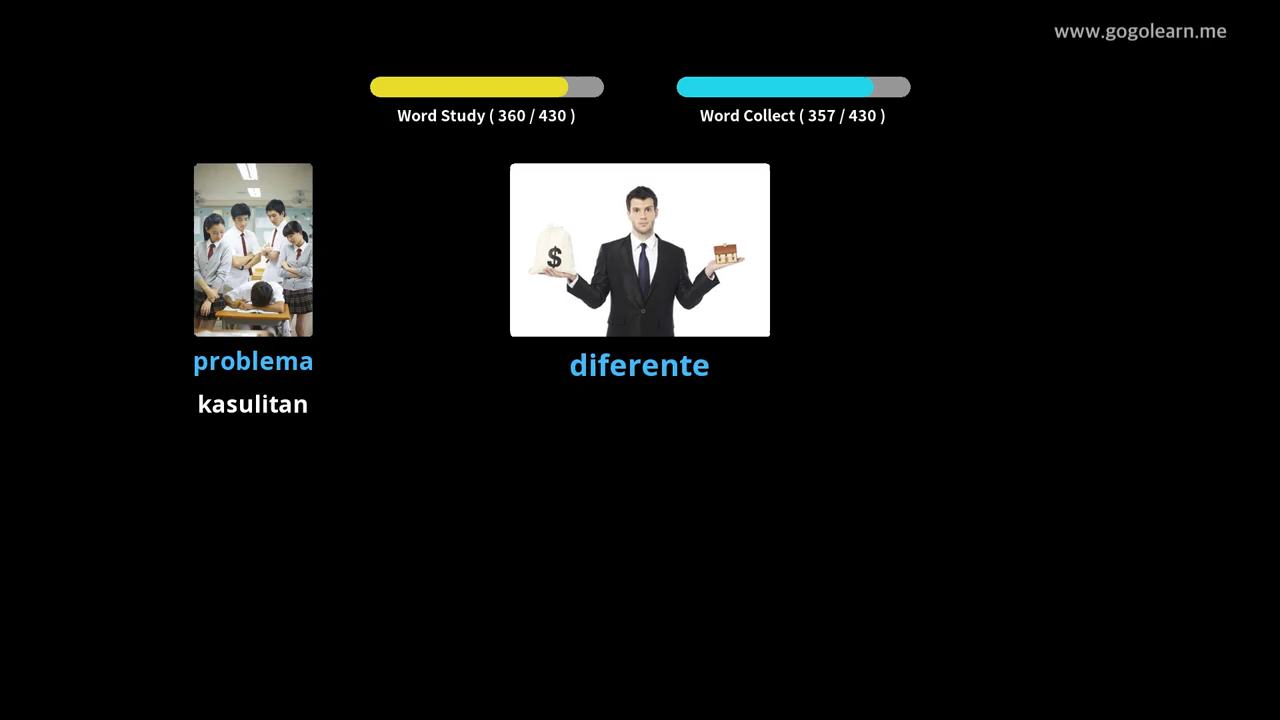 www.gogolearn.me
Word Study ( 360 / 430 )
Word Collect ( 357 / 430 )
$
problema
kasulitan
diferente